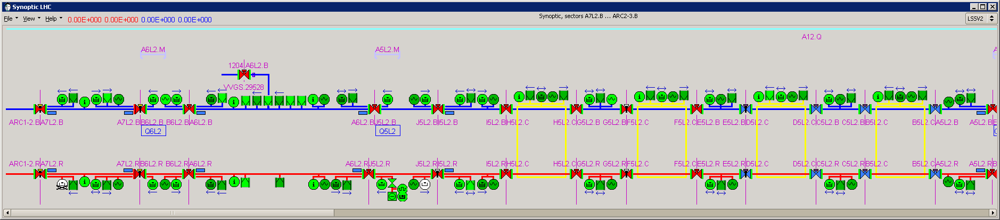 Synoptic LHC
File View Help 0.00E+000 0.00E+000 0.00E+000 0.00E+000 Synoptic, sectors A7L2.B ... ARC2-3.B LSSV2
A12.Q
A6L2.M A5L2.M
1204 A6L2.B
VVGS.29528
ARC1-2.B A7L2.B A7L2.B B6L2.B B6L2.B A6L2.B A6L2.B J5L2.B J5L2.B I5L2.B I5L2.B H5L2.C H5L2.C G5L2.B G5L2.B F5L2.C F5L2.C E5L2.B E5L2.B D5L2.C D5L2.C C5L2.B C5L2.B B5L2.C B5L2.C A5L2.B A5L2.B
Q6L2 Q5L2
ARC1-2.R A7L2.R A7L2.R B6L2.R B6L2.R A6L2.R A6L2.R J5L2.R J5L2.R I5L2.R I5L2.R H5L2.C H5L2.C G5L2.R G5L2.R F5L2.C F5L2.C E5L2.R E5L2.R D5L2.C D5L2.C C5L2.R C5L2.R B5L2.C B5L2.C A5L2.R A5L2.R